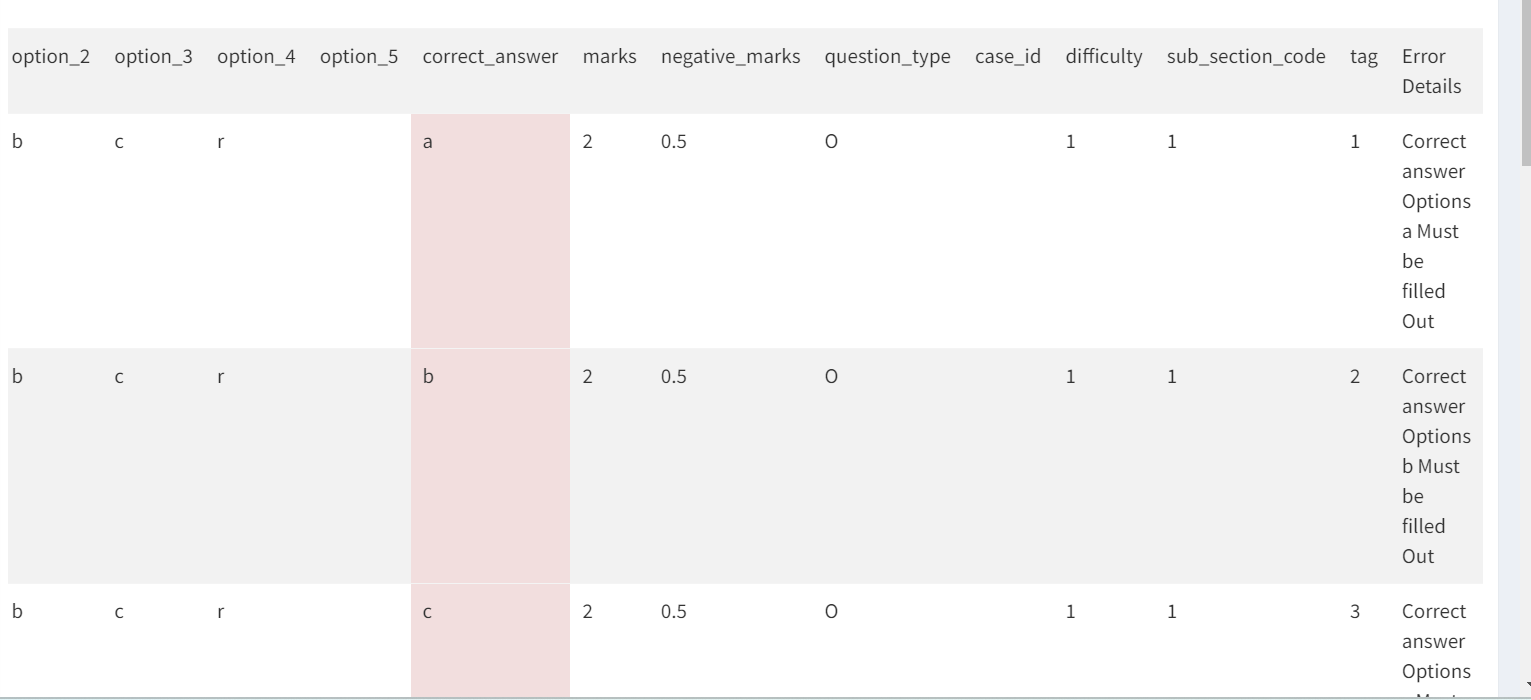 option_2 option_3 option_4 option_5 correct_answer marks negative_marks question_type case_id difficulty sub_section_code tag Error
Details
b c r a 2 0.5 O 1 1 1 Correct
answer
Options
a Must
be
filled
Out
b c r b 2 0.5 O 1 1 2 Correct
answer
Options
b Must
be
filled
Out
b c r c 2 0.5 O 1 1 3 Correct
answer
Options